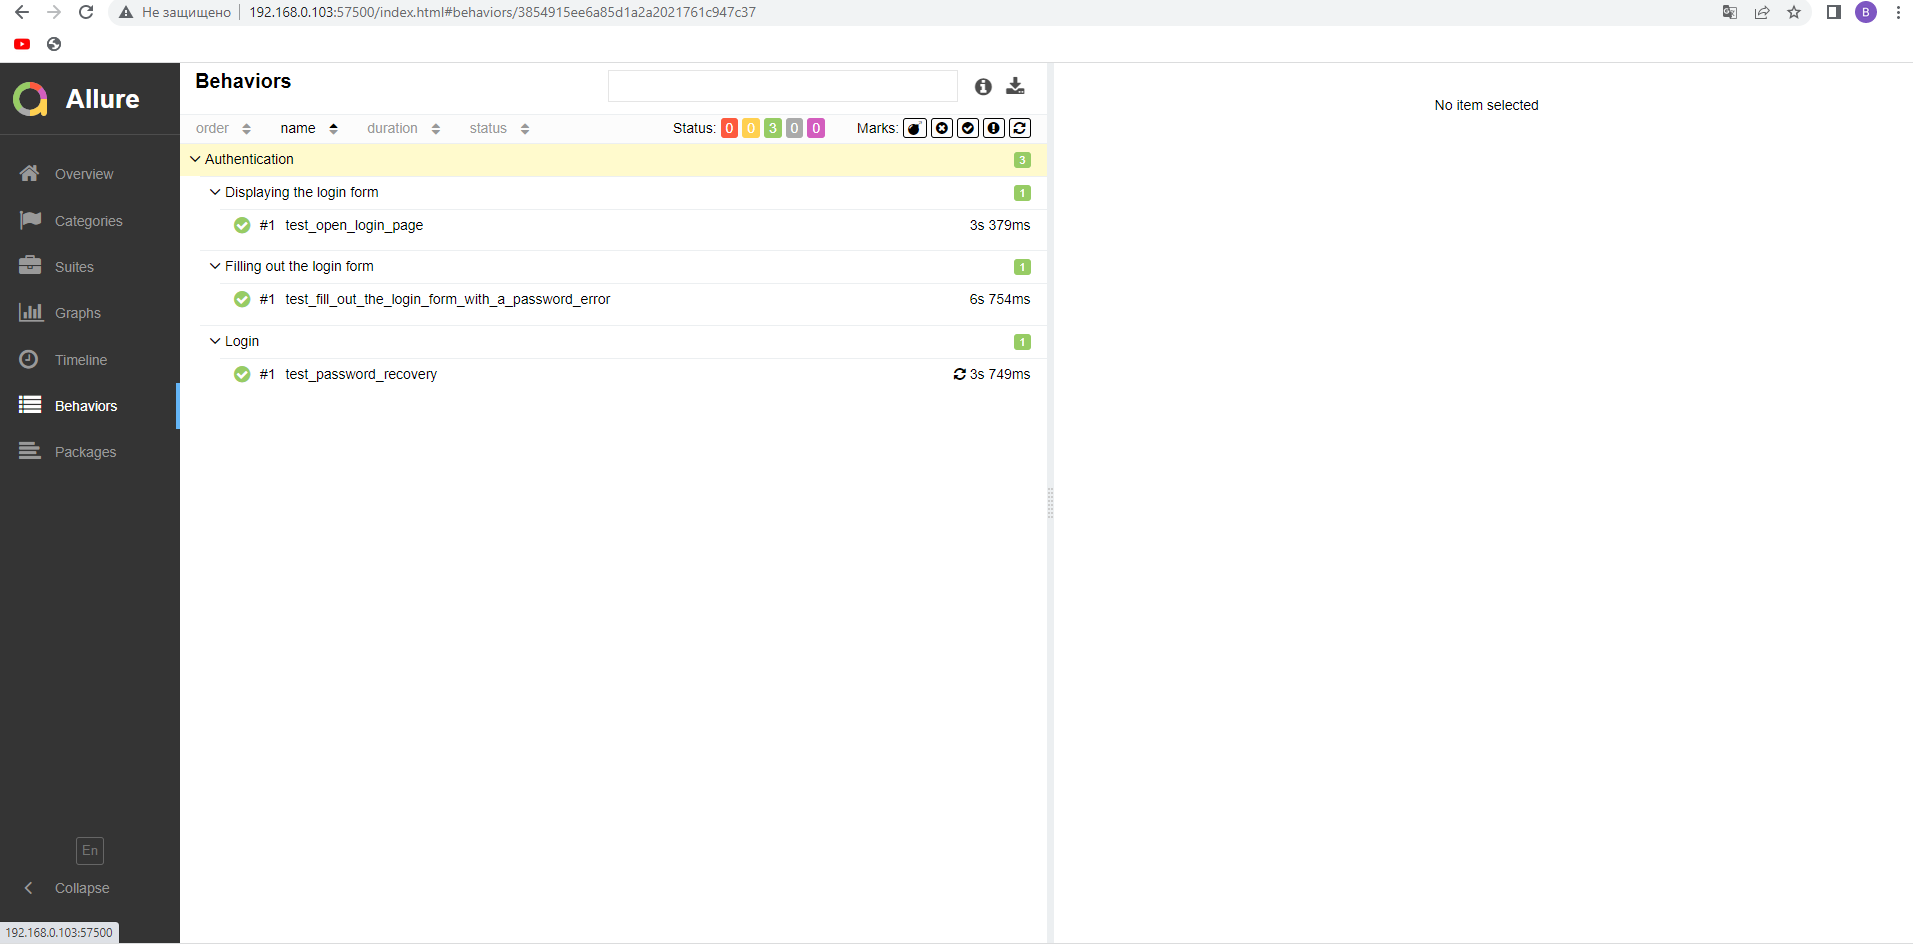 Не защищено 192.168.0.103:57500/index.html#behaviors/3854915ee6a85d1a2a2021761c947c37
B
Allure
Overview
Categories
Suites
Graphs
Timeline
Behaviors
Packages
En
Collapse
192.168.0.103:57500
Behaviors
order name duration status Status: 0 0 3 0 0 Marks:
Authentication 3
Displaying the login form 1
#1 test_open_login_page 3s 379ms
Filling out the login form 1
#1 test_fill_out_the_login_form_with_a_password_error 6s 754ms
Login 1
#1 test_password_recovery 3s 749ms
No item selected